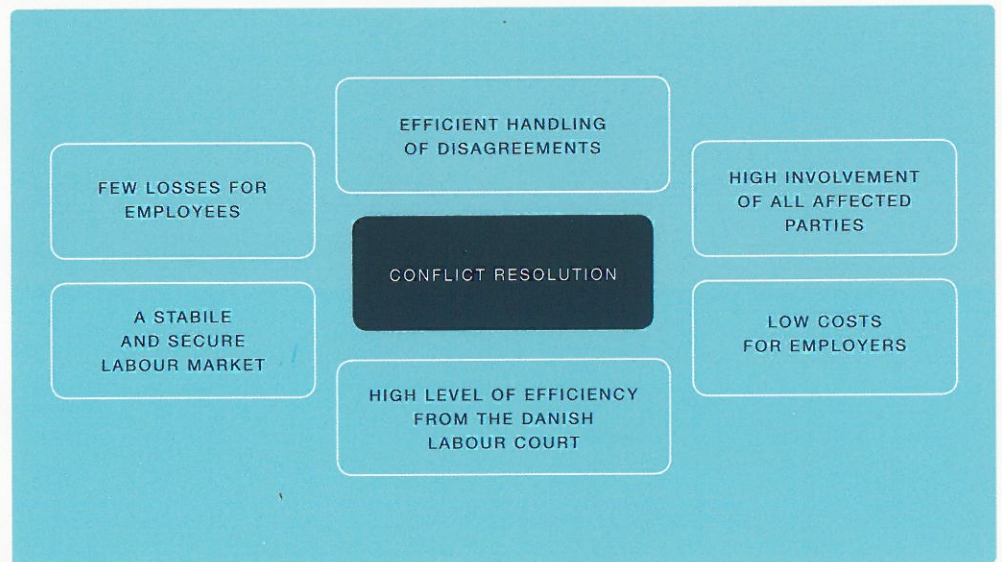 EFFICIENT HANDLING
OF DISAGREEMENTS
FEW LOSSES FOR
EMPLOYEES
HIGH INVOLVEMENT
OF ALL AFFECTED
PARTIES
CONFLICT RESOLUTION
A STABILE
AND SECURE
LABOUR MARKET
LOW COSTS
FOR EMPLOYERS
HIGH LEVEL OF EFFICIENCY
FROM THE DANISH
LABOUR COURT